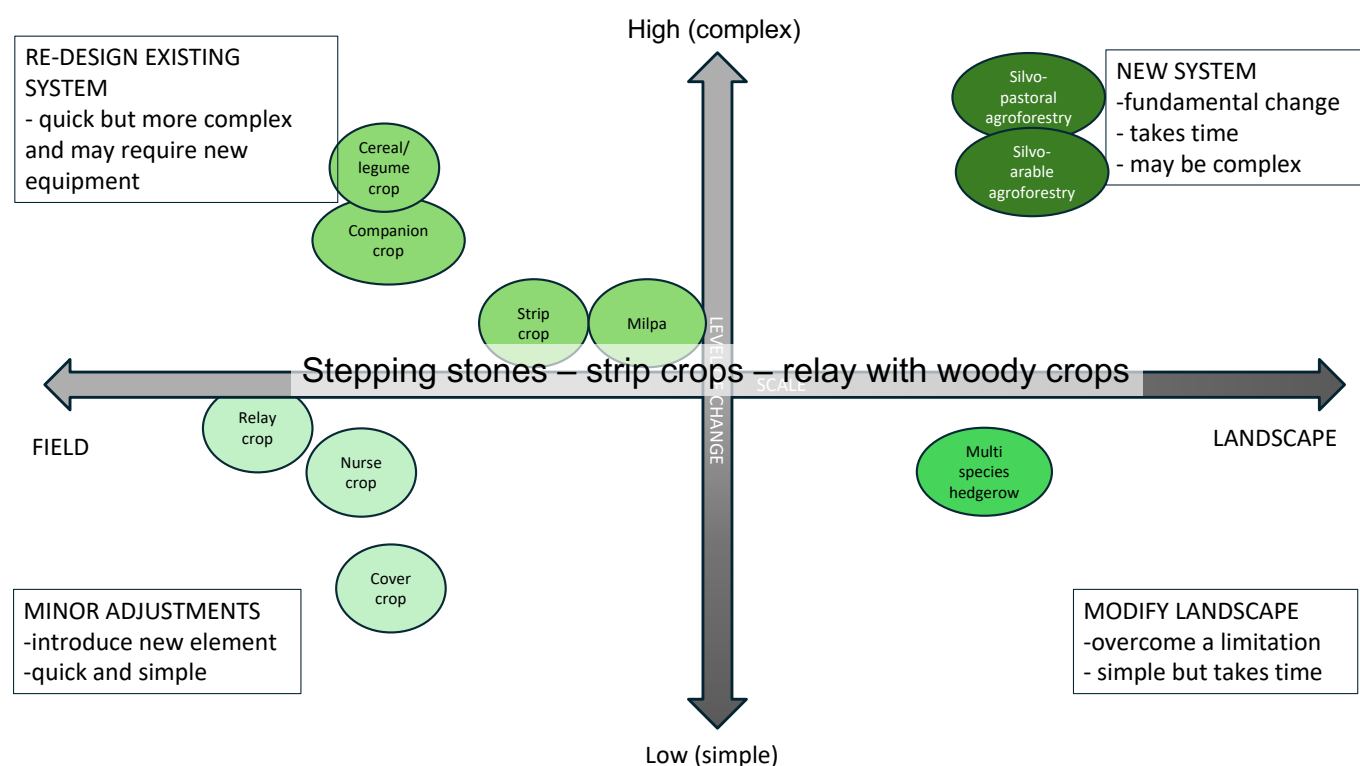 High (complex)
RE-DESIGN EXISTING
SYSTEM
- quick but more complex
and may require new
equipment
Cereal/
legume
crop
Companion
crop
Silvo-
pastoral
agroforestry
Silvo-
arable
agroforestry
NEW SYSTEM
-fundamental change
- takes time
- may be complex
Strip
crop
Milpa
Stepping stones – strip crops – relay with woody crops
SCALE
CHANGE
LEVEL
FIELD
LANDSCAPE
Relay
crop
Nurse
crop
Cover
crop
Multi
species
hedgerow
MINOR ADJUSTMENTS
-introduce new element
-quick and simple
MODIFY LANDSCAPE
-overcome a limitation
- simple but takes time
Low (simple)